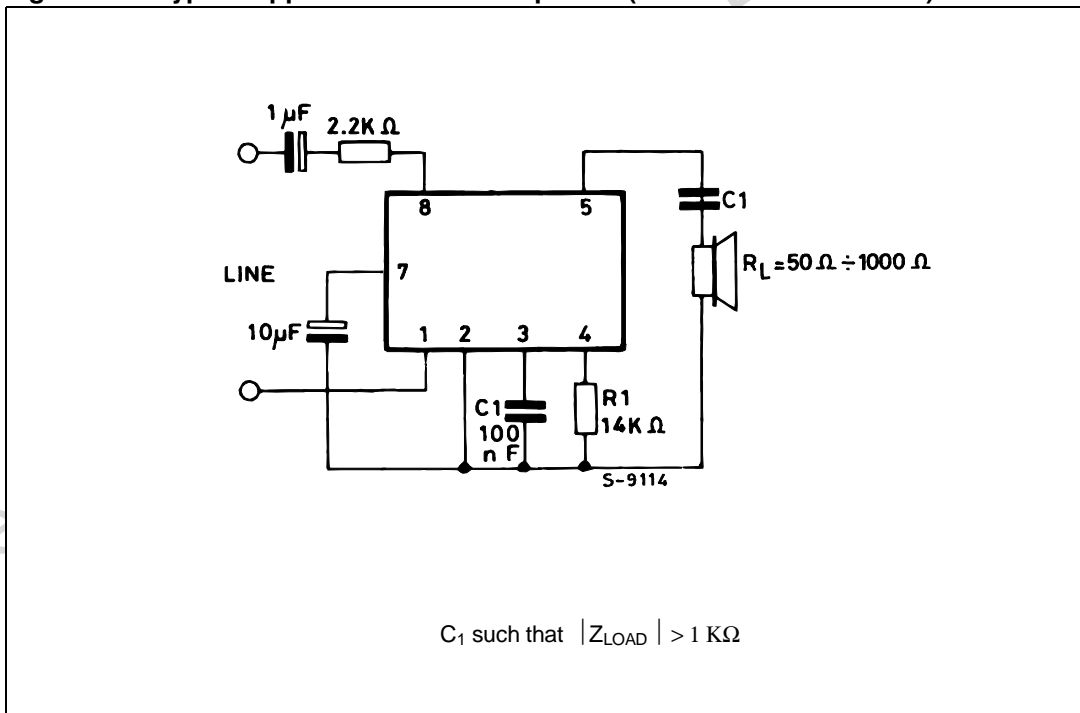 1 µF
2.2K Ω
8
5
C1
LINE
7
R_L=50 Ω ÷1000 Ω
10µF
1
2
3
4
C1
100
n F
R1
14K Ω
S-9114
C₁ such that |Z_LOAD| > 1 KΩ